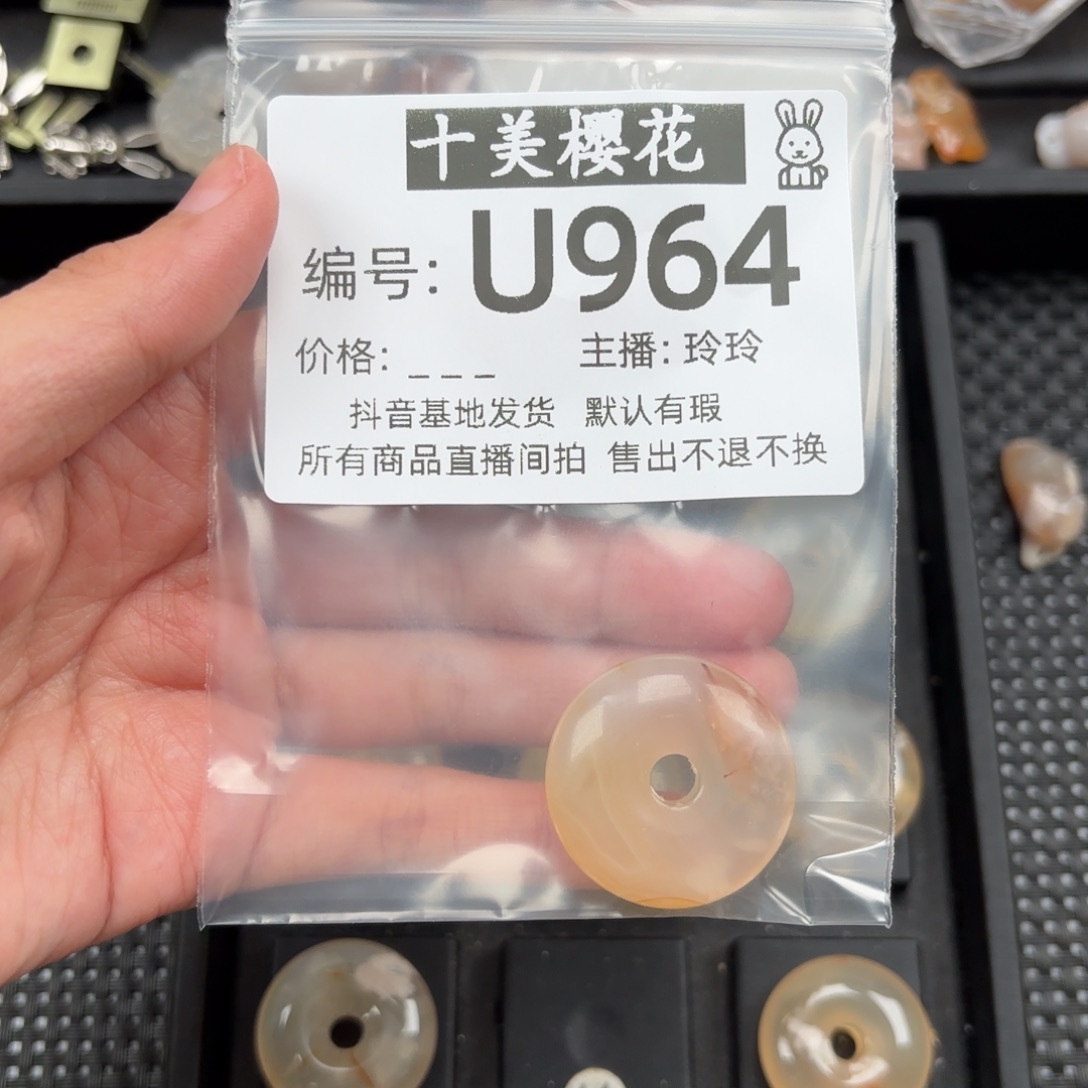 十美樱花
编号: U964
价格: _ _ _ 主播: 玲玲
抖音基地发货 默认有瑕
所有商品直播间拍 售出不退不换